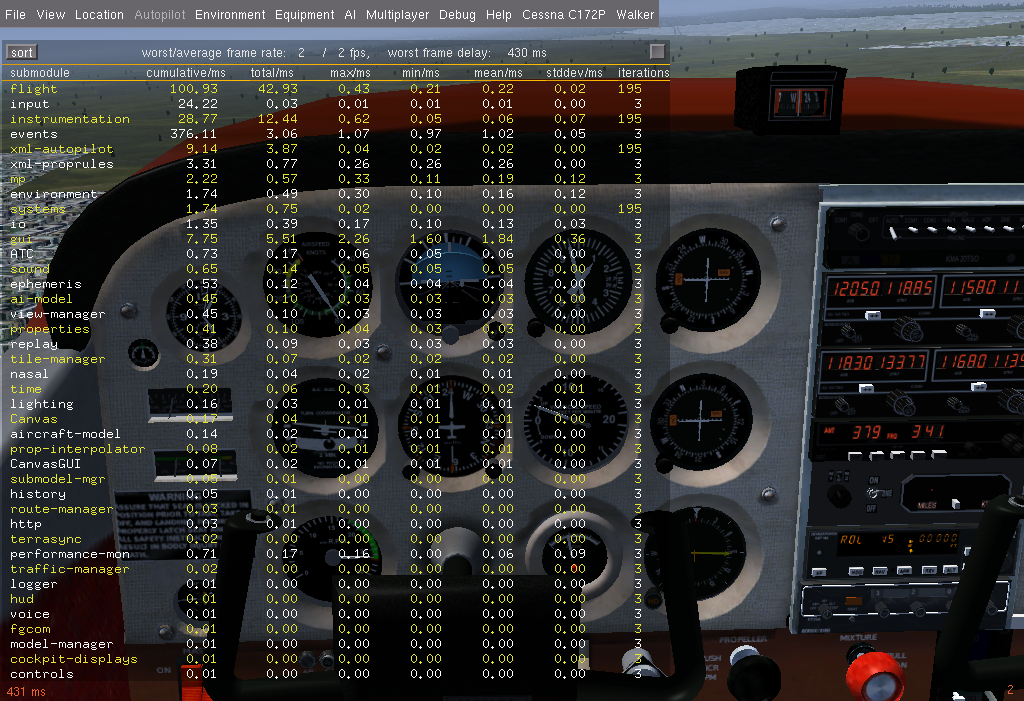 File View Location Autopilot Environment Equipment AI Multiplayer Debug Help Cessna C172P Walker
sort worst/average frame rate: 2 / 2 fps, worst frame delay: 430 ms
submodule cumulative/ms total/ms max/ms min/ms mean/ms stddev/ms iterations
flight 100.93 42.93 0.43 0.21 0.22 0.02 195
input 24.22 0.03 0.01 0.01 0.01 0.00 3
instrumentation 28.77 12.44 0.62 0.05 0.06 0.07 195
events 376.11 3.06 1.07 0.97 1.02 0.05 3
xml-autopilot 9.14 3.87 0.04 0.02 0.02 0.00 195
xml-proprules 3.31 0.77 0.26 0.26 0.26 0.00 3
mp 2.22 0.57 0.33 0.11 0.19 0.12 3
environment 1.74 0.49 0.30 0.10 0.16 0.12 3
systems 1.74 0.75 0.02 0.00 0.00 0.00 195
io 1.35 0.39 0.17 0.10 0.13 0.03 3
gui 7.75 5.51 2.26 1.60 1.84 0.36 3
ATC 0.73 0.17 0.06 0.05 0.06 0.00 3
sound 0.65 0.14 0.05 0.05 0.05 0.00 3
ephemeris 0.53 0.12 0.04 0.04 0.04 0.00 3
ai-model 0.45 0.10 0.03 0.03 0.03 0.00 3
view-manager 0.45 0.10 0.03 0.03 0.03 0.00 3
properties 0.41 0.10 0.04 0.03 0.03 0.00 3
replay 0.38 0.09 0.03 0.03 0.03 0.00 3
tile-manager 0.31 0.07 0.02 0.02 0.02 0.00 3
nasal 0.19 0.04 0.02 0.01 0.01 0.00 3
time 0.20 0.06 0.03 0.01 0.02 0.01 3
lighting 0.16 0.03 0.01 0.01 0.01 0.00 3
Canvas 0.17 0.04 0.01 0.01 0.01 0.00 3
aircraft-model 0.14 0.02 0.01 0.01 0.01 0.00 3
prop-interpolator 0.08 0.02 0.01 0.01 0.01 0.00 3
CanvasGUI 0.07 0.02 0.01 0.01 0.01 0.00 3
submodel-mgr 0.05 0.01 0.00 0.00 0.00 0.00 3
history 0.05 0.01 0.00 0.00 0.00 0.00 3
route-manager 0.03 0.01 0.00 0.00 0.00 0.00 3
http 0.03 0.01 0.00 0.00 0.00 0.00 3
terrasync 0.02 0.00 0.00 0.00 0.00 0.00 3
performance-mon 0.71 0.17 0.16 0.00 0.06 0.09 3
traffic-manager 0.02 0.00 0.00 0.00 0.00 0.00 3
logger 0.01 0.00 0.00 0.00 0.00 0.00 3
hud 0.01 0.00 0.00 0.00 0.00 0.00 3
voice 0.01 0.00 0.00 0.00 0.00 0.00 3
fgcom 0.01 0.00 0.00 0.00 0.00 0.00 3
model-manager 0.01 0.00 0.00 0.00 0.00 0.00 3
cockpit-displays 0.01 0.00 0.00 0.00 0.00 0.00 3
controls 0.01 0.00 0.00 0.00 0.00 0.00 3
431 ms
2
KMA 20TSO
ANT 379 FRQ 341
ON
OFF
MILES
WARNING
PROPELLER
MIXTURE
ON